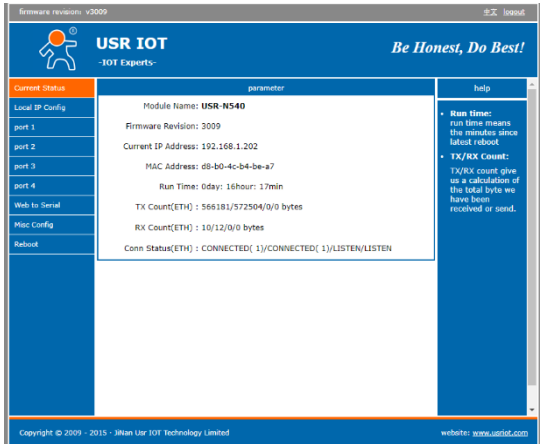 firmware revision: v3009
中文 logout
®
USR IOT
-IOT Experts-
Be Honest, Do Best!
Current Status
Local IP Config
port 1
port 2
port 3
port 4
Web to Serial
Misc Config
Reboot
parameter
Module Name: USR-N540
Firmware Revision: 3009
Current IP Address: 192.168.1.202
MAC Address: d8-b0-4c-b4-be-a7
Run Time: 0day: 16hour: 17min
TX Count(ETH) : 566181/572504/0/0 bytes
RX Count(ETH) : 10/12/0/0 bytes
Conn Status(ETH) : CONNECTED( 1)/CONNECTED( 1)/LISTEN/LISTEN
help
• Run time:
run time means
the minutes since
latest reboot
• TX/RX Count:
TX/RX count give
us a calculation of
the total byte we
have been
received or send.
Copyright © 2009 - 2015 · JiNan Usr IOT Technology Limited
website: www.usriot.com